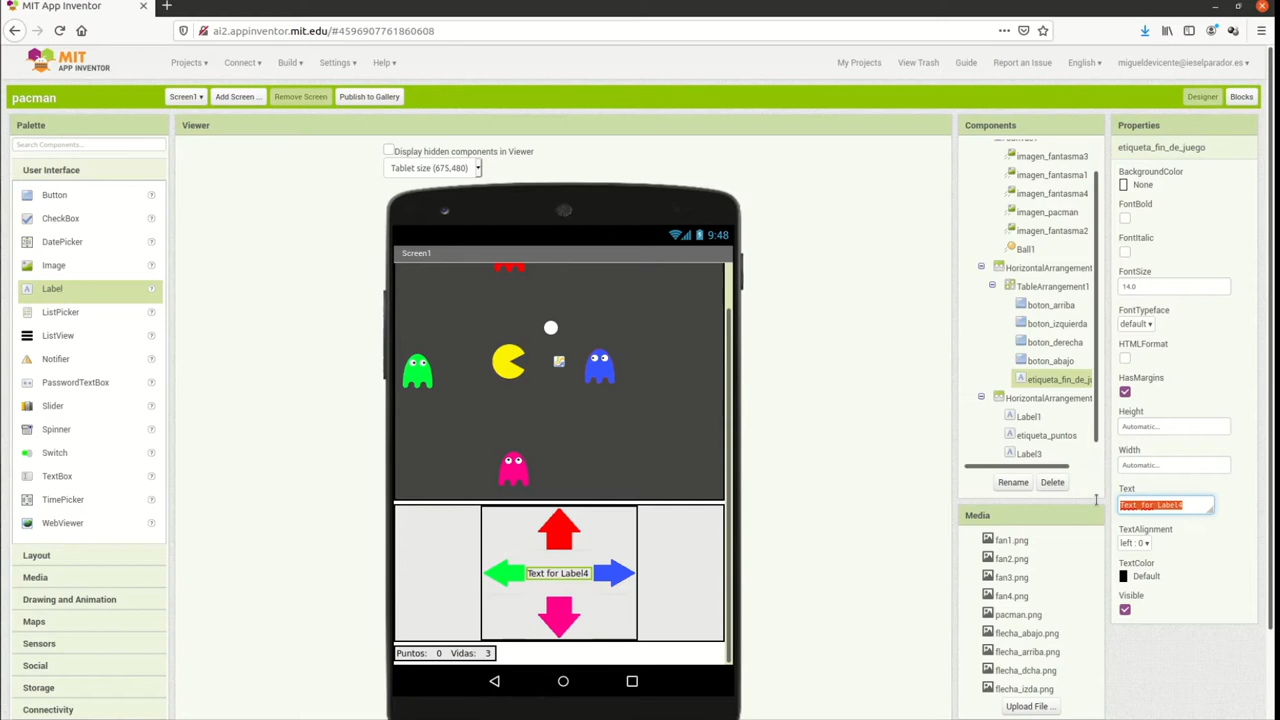 MIT App Inventor
ai2.appinventor.mit.edu/#4596907761860608
MIT
APP INVENTOR
Projects
Connect
Build
Settings
Help
My Projects
View Trash
Guide
Report an Issue
English
migueldevicente@ieselparador.es
pacman
Screen1
Add Screen ...
Remove Screen
Publish to Gallery
Designer
Blocks
Palette
Search Components...
User Interface
Button
CheckBox
DatePicker
Image
Label
ListPicker
ListView
Notifier
PasswordTextBox
Slider
Spinner
Switch
TextBox
TimePicker
WebViewer
Layout
Media
Drawing and Animation
Maps
Sensors
Social
Storage
Connectivity
Viewer
Display hidden components in Viewer
Tablet size (675,480)
9:48
Screen1
Text for Label4
Puntos: 0 Vidas: 3
Components
imagen_fantasma3
imagen_fantasma1
imagen_fantasma4
imagen_pacman
imagen_fantasma2
Ball1
HorizontalArrangement
TableArrangement1
boton_arriba
boton_izquierda
boton_derecha
boton_abajo
etiqueta_fin_de_ju
HorizontalArrangement
Label1
etiqueta_puntos
Label3
Rename
Delete
Media
fan1.png
fan2.png
fan3.png
fan4.png
pacman.png
flecha_abajo.png
flecha_arriba.png
flecha_dcha.png
flecha_izda.png
Upload File ...
Properties
etiqueta_fin_de_juego
BackgroundColor
None
FontBold
FontItalic
FontSize
14.0
FontTypeface
default
HTMLFormat
HasMargins
Height
Automatic...
Width
Automatic...
Text
Text for Label4
TextAlignment
left : 0
TextColor
Default
Visible